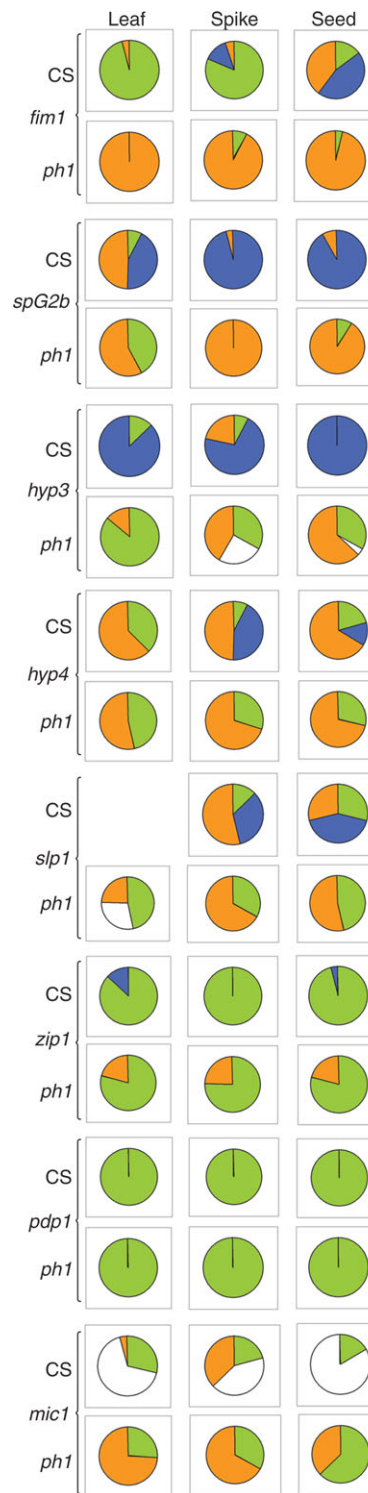 Leaf Spike Seed
CS
fim1
ph1
CS
spG2b
ph1
CS
hyp3
ph1
CS
hyp4
ph1
CS
slp1
ph1
CS
zip1
ph1
CS
pdp1
ph1
CS
mic1
ph1